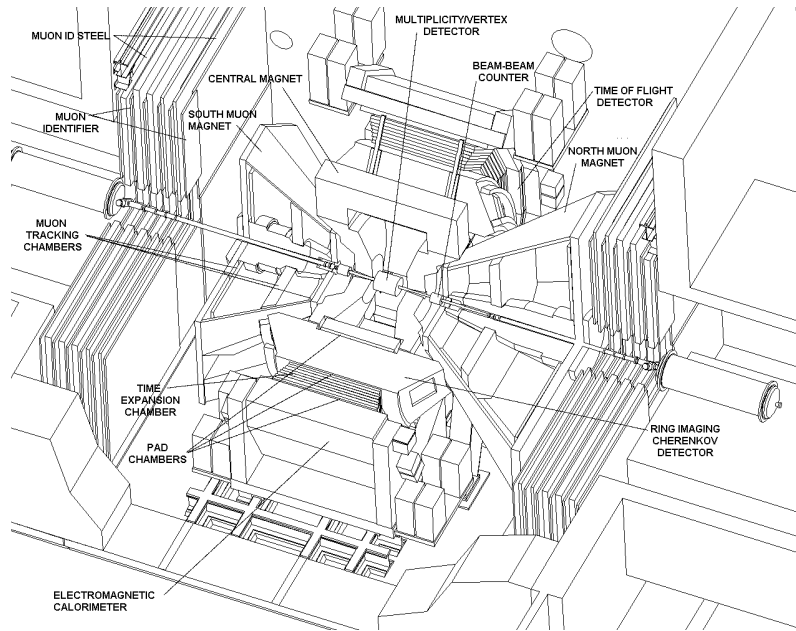 MULTIPLICITY/VERTEX
DETECTOR
MUON ID STEEL
BEAM-BEAM
COUNTER
CENTRAL MAGNET
TIME OF FLIGHT
DETECTOR
MUON
IDENTIFIER
SOUTH MUON
MAGNET
NORTH MUON
MAGNET
MUON
TRACKING
CHAMBERS
TIME
EXPANSION
CHAMBER
PAD
CHAMBERS
RING IMAGING
CHERENKOV
DETECTOR
ELECTROMAGNETIC
CALORIMETER